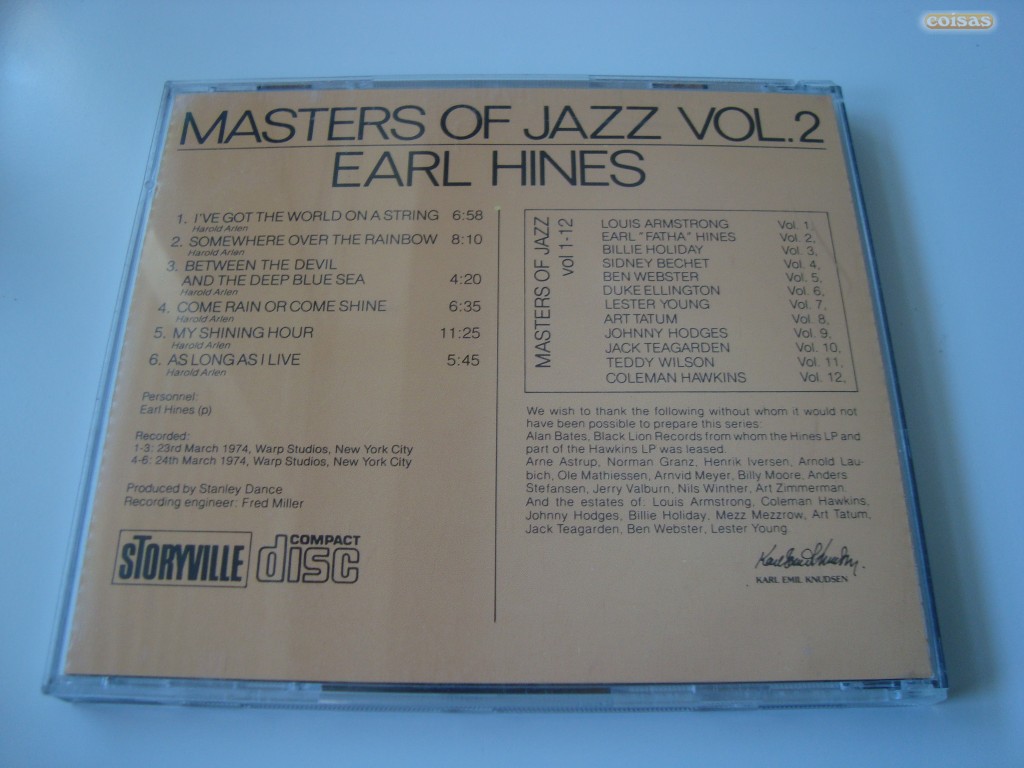 coisas
MASTERS OF JAZZ VOL.2
EARL HINES
1. I'VE GOT THE WORLD ON A STRING 6:58
Harold Arlen
2. SOMEWHERE OVER THE RAINBOW 8:10
Harold Arlen
3. BETWEEN THE DEVIL
AND THE DEEP BLUE SEA 4:20
Harold Arlen
4. COME RAIN OR COME SHINE 6:35
Harold Arlen
5. MY SHINING HOUR 11:25
Harold Arlen
6. AS LONG AS I LIVE 5:45
Harold Arlen
Personnel:
Earl Hines (p)
Recorded:
1-3: 23rd March 1974, Warp Studios, New York City
4-6: 24th March 1974, Warp Studios, New York City
Produced by Stanley Dance
Recording engineer: Fred Miller
STORYVILLE
COMPACT
disc
MASTERS OF JAZZ
vol 1-12
LOUIS ARMSTRONG Vol. 1,
EARL "FATHA" HINES Vol. 2,
BILLIE HOLIDAY Vol. 3,
SIDNEY BECHET Vol. 4,
BEN WEBSTER Vol. 5,
DUKE ELLINGTON Vol. 6,
LESTER YOUNG Vol. 7,
ART TATUM Vol. 8,
JOHNNY HODGES Vol. 9,
JACK TEAGARDEN Vol. 10,
TEDDY WILSON Vol. 11,
COLEMAN HAWKINS Vol. 12,
We wish to thank the following without whom it would not
have been possible to prepare this series:
Alan Bates, Black Lion Records from whom the Hines LP and
part of the Hawkins LP was leased.
Arne Astrup, Norman Granz, Henrik Iversen, Arnold Lau-
bich, Ole Mathiessen, Arnvid Meyer, Billy Moore, Anders
Stefansen, Jerry Valburn, Nils Winther, Art Zimmerman.
And the estates of: Louis Armstrong, Coleman Hawkins,
Johnny Hodges, Billie Holiday, Mezz Mezzrow, Art Tatum,
Jack Teagarden, Ben Webster, Lester Young.
Karl Emil Knudsen.
KARL EMIL KNUDSEN